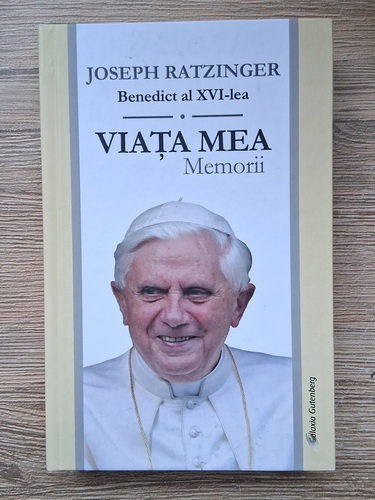 JOSEPH RATZINGER
Benedict al XVI-lea
VIAȚA MEA
Memorii
Galaxia Gutenberg